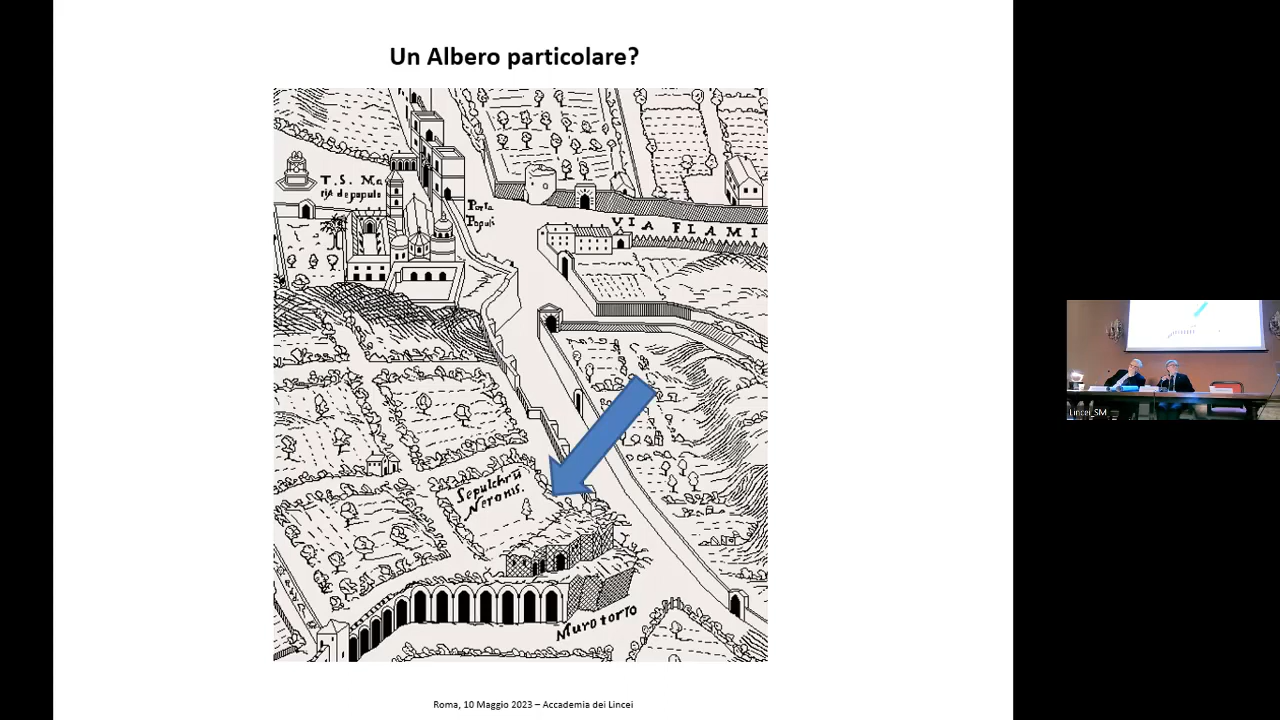 Un Albero particolare?
T. S. Ma
ria de populo
Porta
Populi
VIA FLAMI
Sepulchrū
Neronis.
Muro torto
Roma, 10 Maggio 2023 – Accademia dei Lincei
Lincei_SM